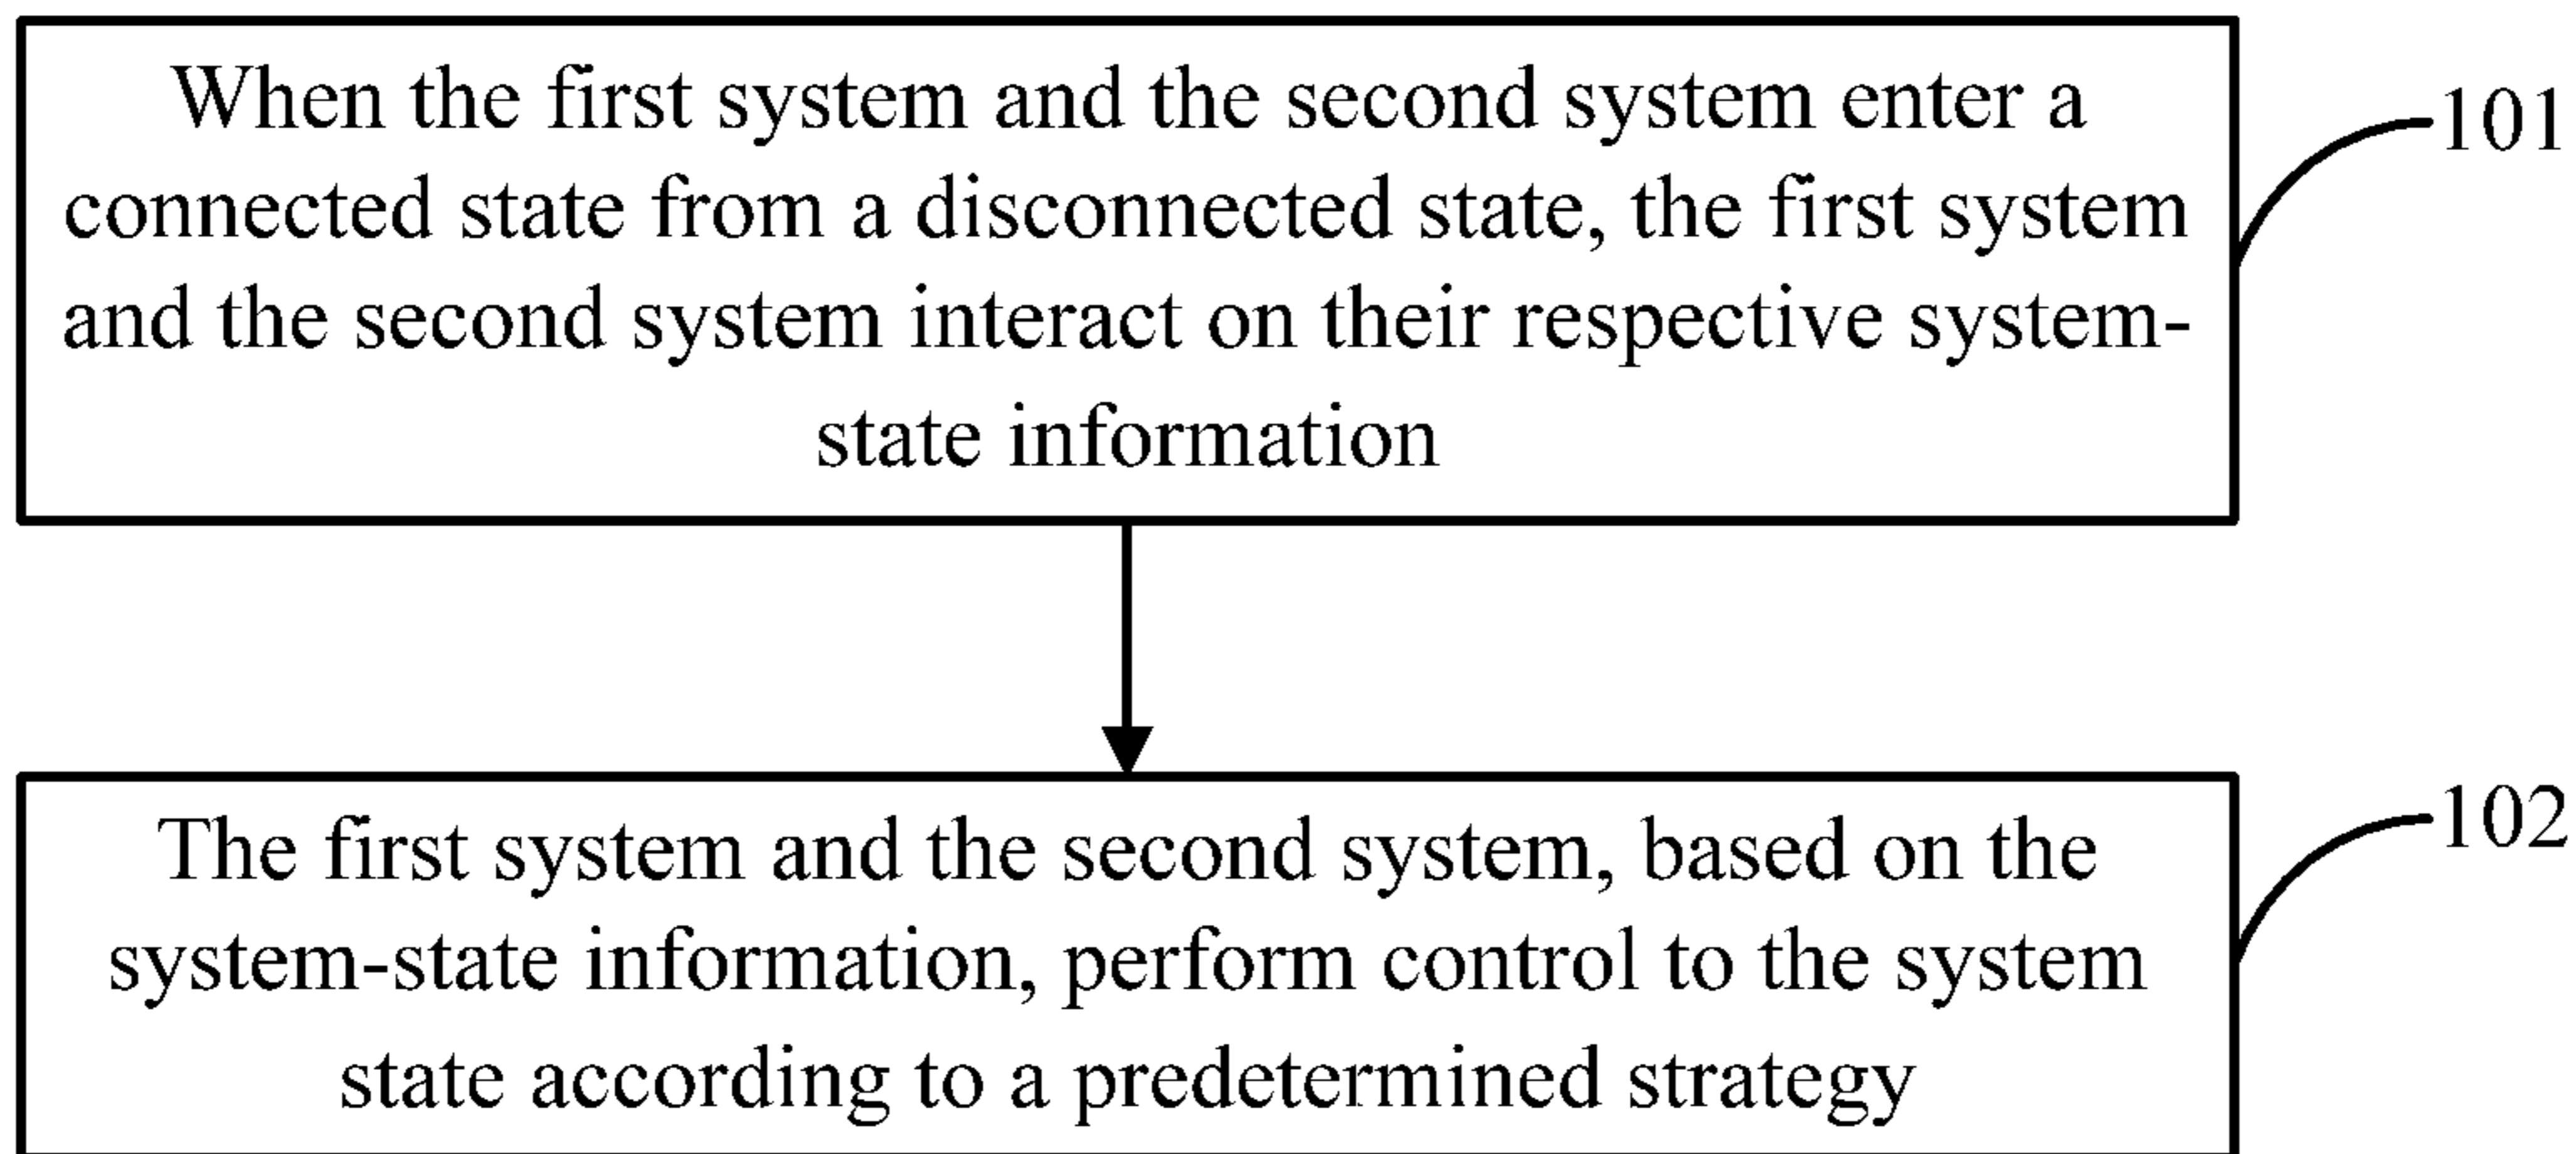 When the first system and the second system enter a
connected state from a disconnected state, the first system
and the second system interact on their respective system-
state information
101
The first system and the second system, based on the
system-state information, perform control to the system
state according to a predetermined strategy
102